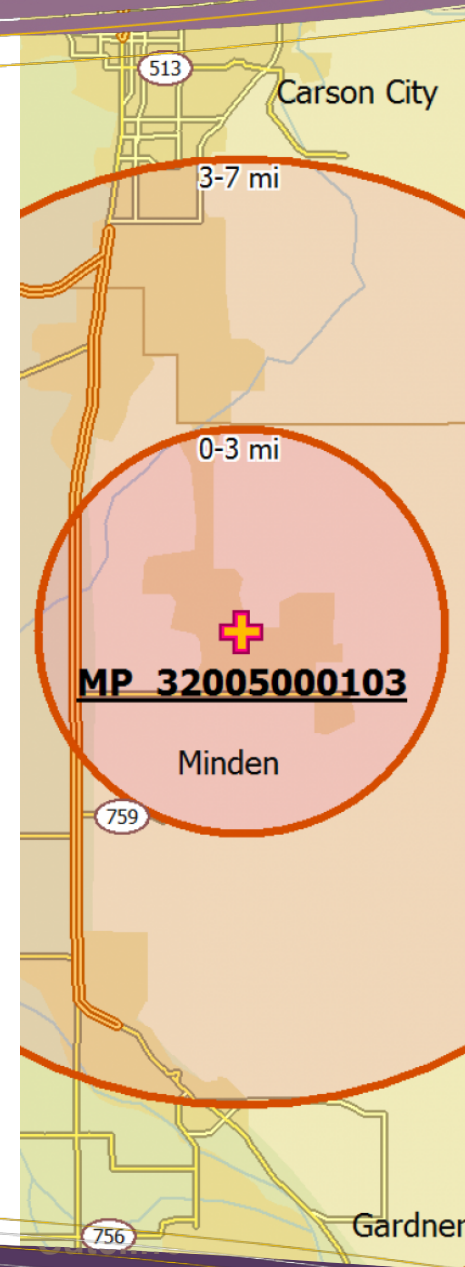 513
Carson City
3-7 mi
0-3 mi
MP 32005000103
Minden
759
Gardner
756